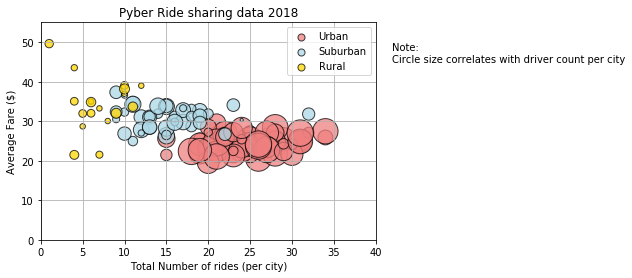 Pyber Ride sharing data 2018
Urban
Suburban
Rural
Note:
Circle size correlates with driver count per city
Average Fare ($)
50
40
30
20
10
0
0 5 10 15 20 25 30 35 40
Total Number of rides (per city)